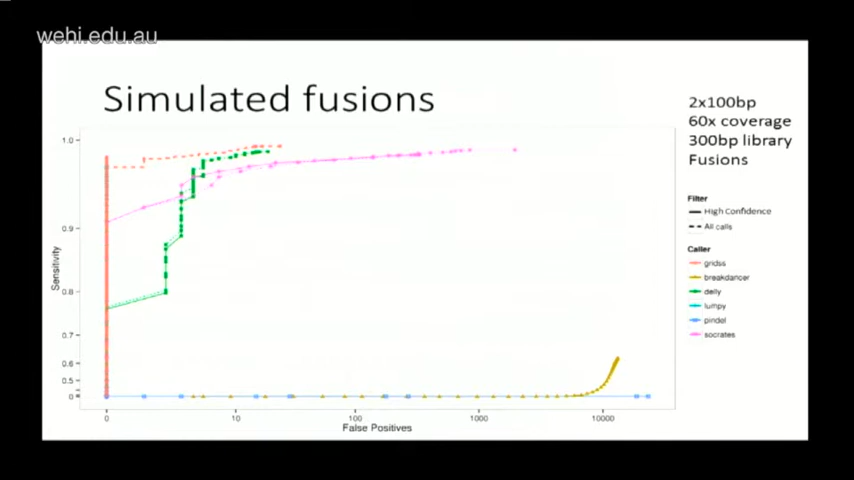 wehi.edu.au
Simulated fusions
2x100bp
60x coverage
300bp library
Fusions
Filter
High Confidence
All calls
Caller
gridss
breakdancer
delly
lumpy
pindel
socrates
Sensitivity
1.0
0.9
0.8
0.7
0.6
0.5
0
0
10
100
1000
10000
False Positives